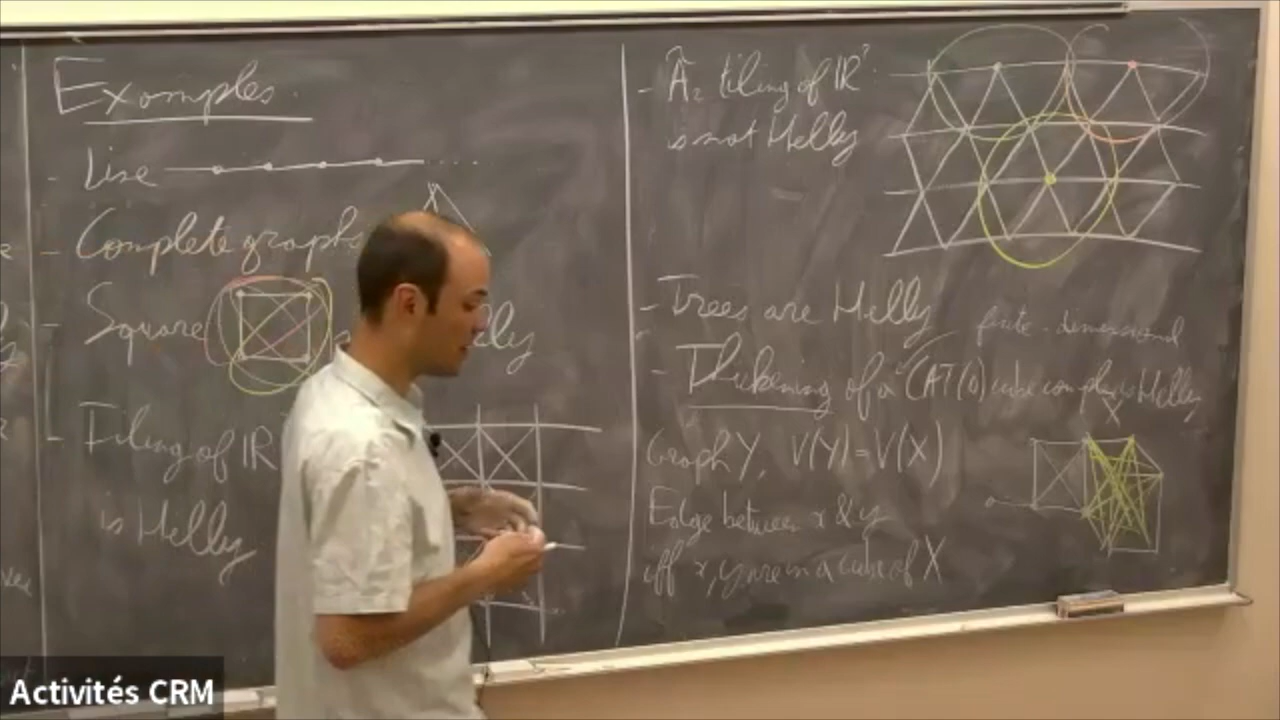 Examples
- Line ...
- Complete graphs
- Square
- Tiling of IR
is Helly
- Ã₂ tiling of IR²
is not Helly
- Trees are Helly
finite-dimensional
- Thickening of a CAT(0) cube complex is Helly
X
Graph Y, V(Y)=V(X)
Edge between x & y
iff x, y are in a cube of X
Activités CRM